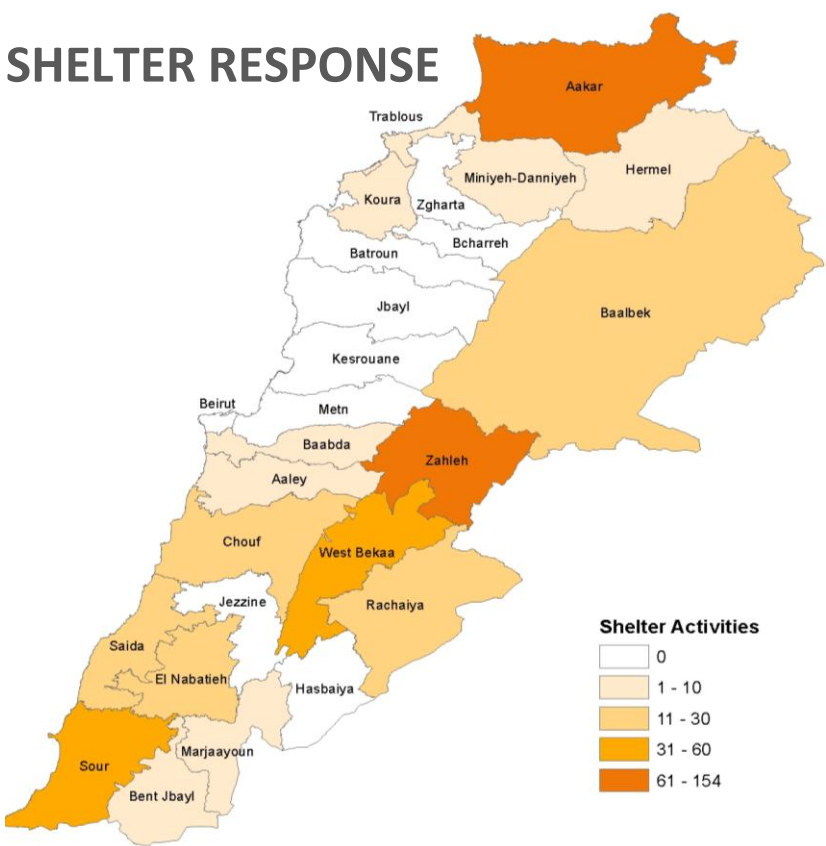 SHELTER RESPONSE
Aakar
Trablous
Hermel
Miniyeh-Danniyeh
Koura
Zgharta
Bcharreh
Batroun
Jbayl
Baalbek
Kesrouane
Beirut
Metn
Baabda
Zahleh
Aaley
Chouf
West Bekaa
Jezzine
Rachaiya
Saida
El Nabatieh
Hasbaiya
Marjaayoun
Sour
Bent Jbayl
Shelter Activities
0
1 - 10
11 - 30
31 - 60
61 - 154